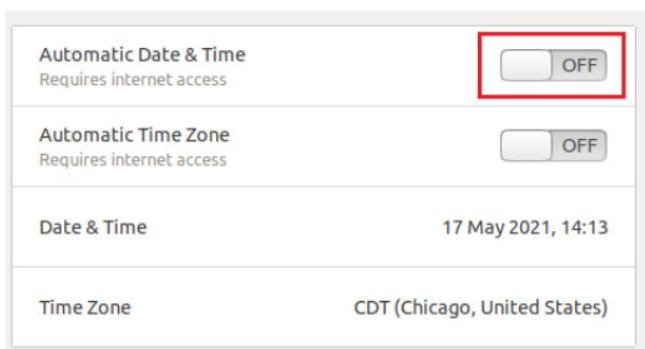 Automatic Date & Time
Requires internet access
OFF
Automatic Time Zone
Requires internet access
OFF
Date & Time
17 May 2021, 14:13
Time Zone
CDT (Chicago, United States)